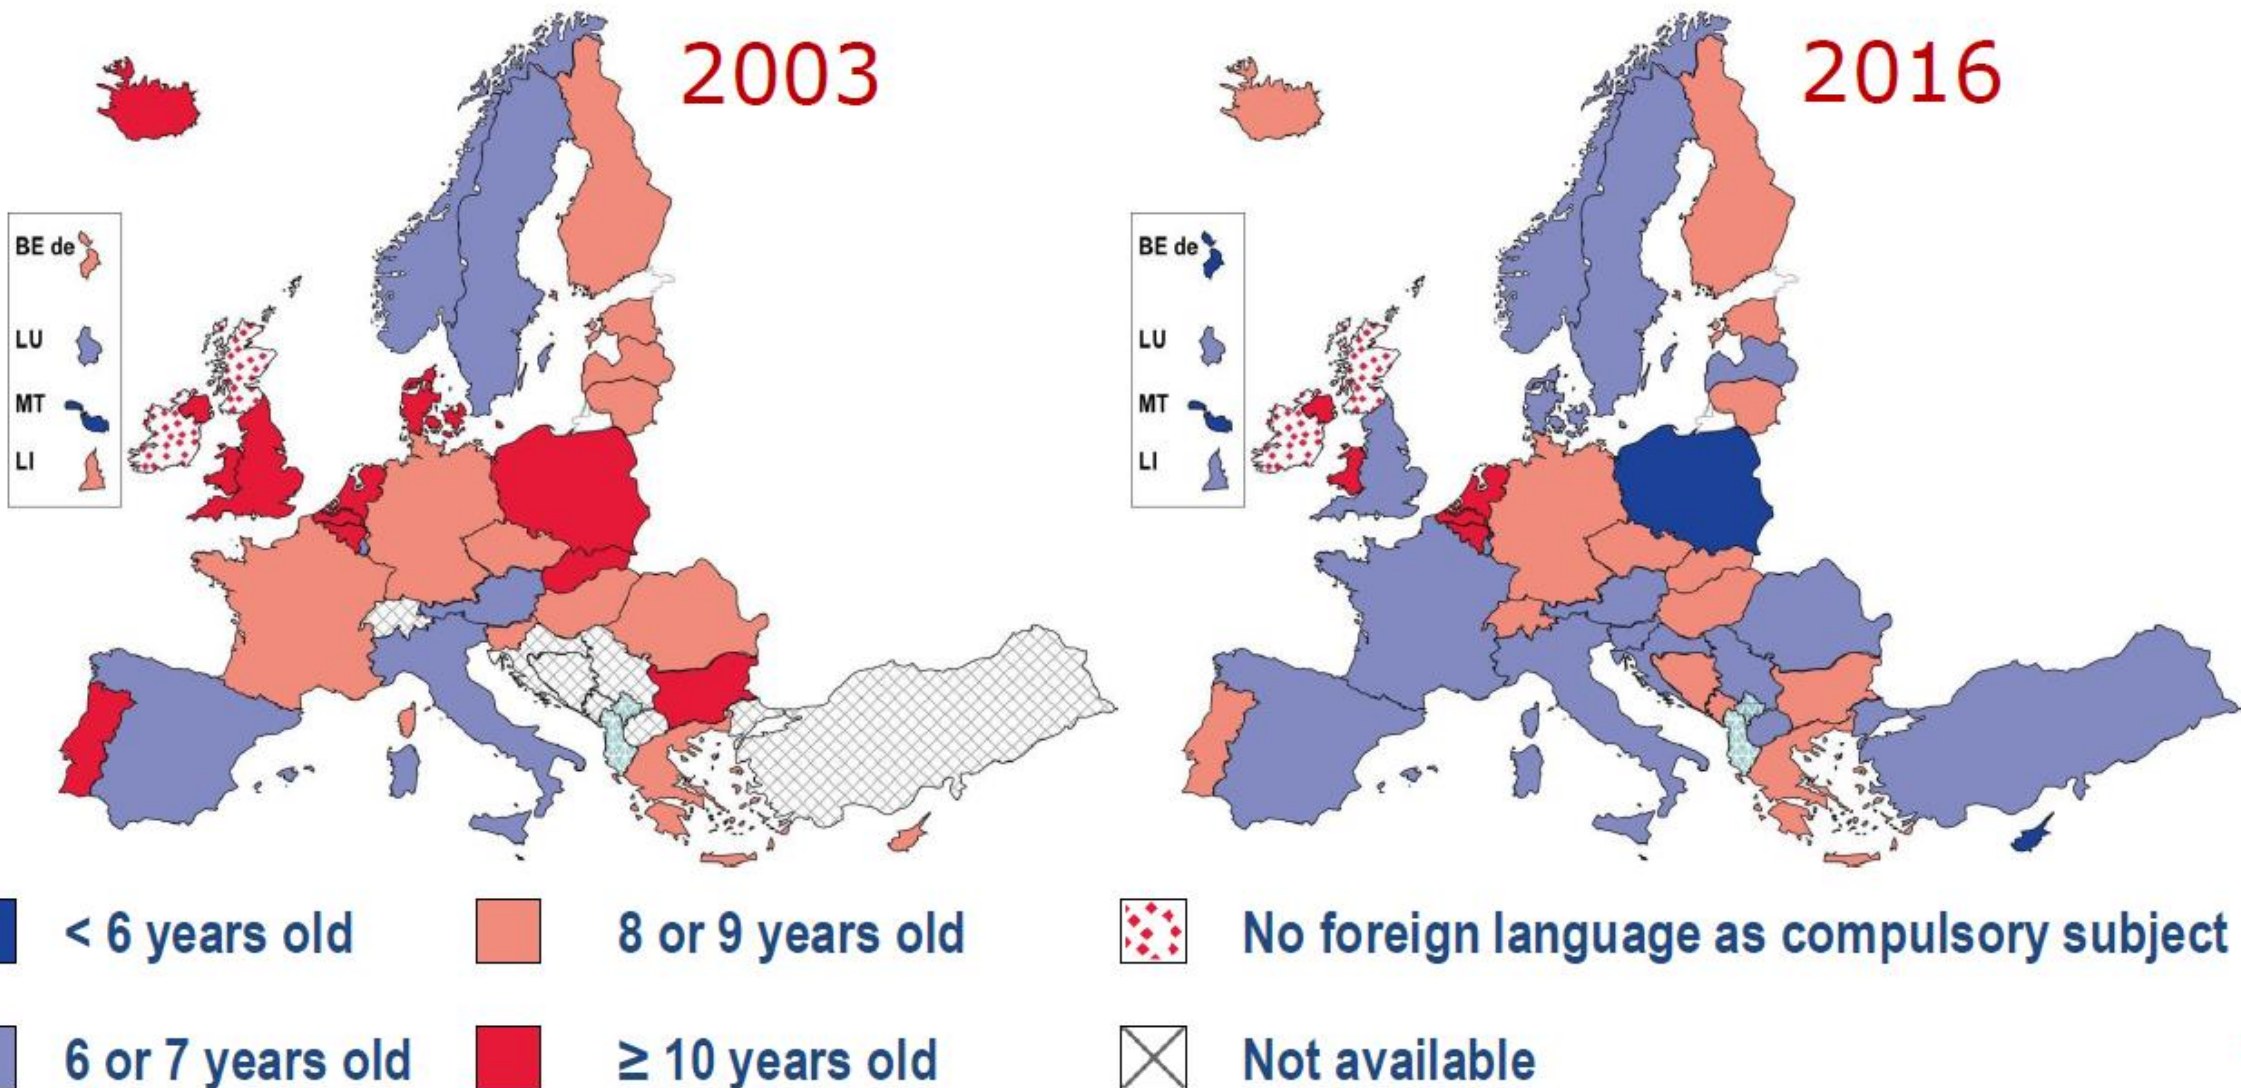 2003
2016
BE de
LU
MT
LI
BE de
LU
MT
LI
< 6 years old
8 or 9 years old
No foreign language as compulsory subject
6 or 7 years old
≥ 10 years old
Not available